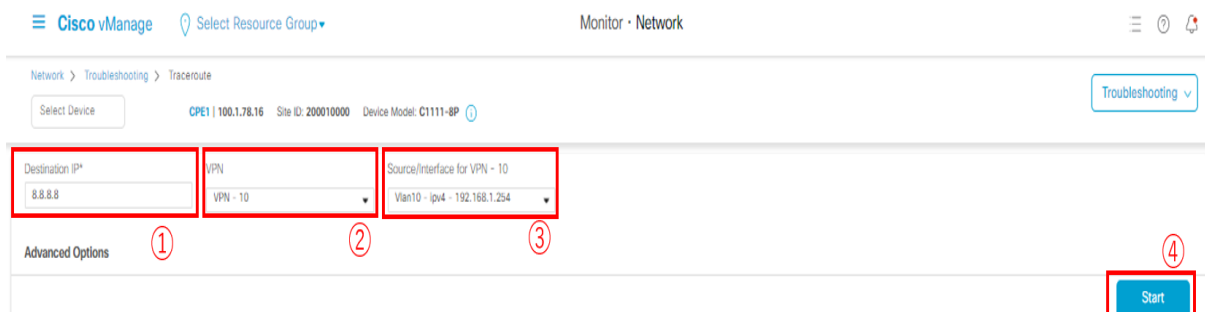 Cisco vManage Select Resource Group▾ Monitor · Network
Network > Troubleshooting > Traceroute
Select Device CPE1 | 100.1.78.16 Site ID: 200010000 Device Model: C1111-8P Troubleshooting
Destination IP* VPN Source/Interface for VPN - 10
8.8.8.8 VPN - 10 Vlan10 - ipv4 - 192.168.1.254
① ② ③
Advanced Options
④
Start